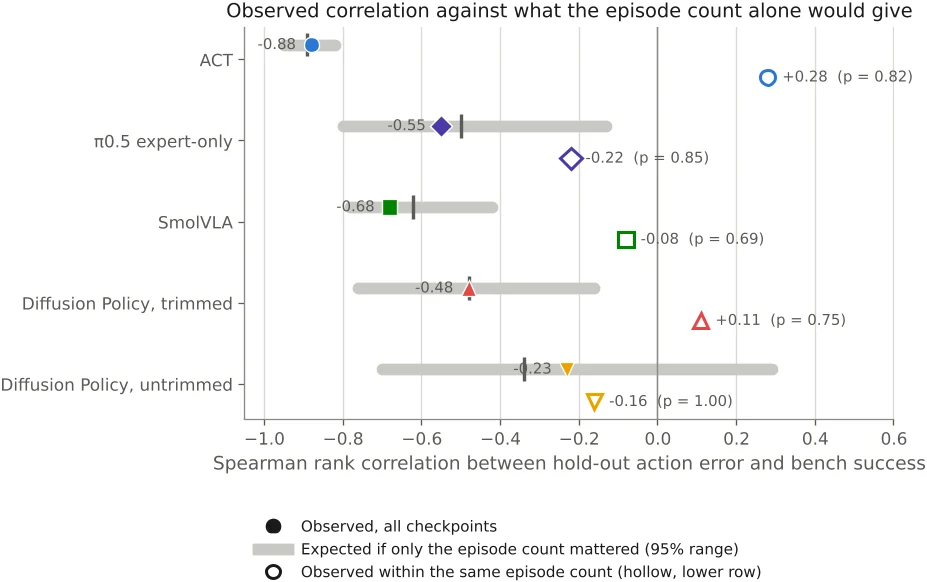 Observed correlation against what the episode count alone would give
ACT
-0.88
+0.28 (p = 0.82)
π0.5 expert-only
-0.55
-0.22 (p = 0.85)
SmolVLA
-0.68
-0.08 (p = 0.69)
Diffusion Policy, trimmed
-0.48
+0.11 (p = 0.75)
Diffusion Policy, untrimmed
-0.23
-0.16 (p = 1.00)
−1.0 −0.8 −0.6 −0.4 −0.2 0.0 0.2 0.4 0.6
Spearman rank correlation between hold-out action error and bench success
Observed, all checkpoints
Expected if only the episode count mattered (95% range)
Observed within the same episode count (hollow, lower row)